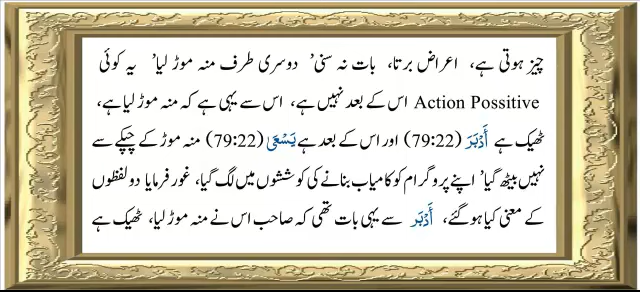 چیز ہوتی ہے، اعراض برتا، بات نہ سنی‘ دوسری طرف منہ موڑ لیا‘ یہ کوئی
Action Possitive اس کے بعد نہیں ہے، اس سے یہی ہے کہ منہ موڑ لیا ہے،
ٹھیک ہے أَدْبَرَ (79:22) اور اس کے بعد ہے یَسْعَىٰ (79:22) منہ موڑ کے چپکے سے
نہیں بیٹھ گیا‘ اپنے پروگرام کو کامیاب بنانے کی کوششوں میں لگ گیا، غور فرمایا دو لفظوں
کے معنی کیا ہو گئے، أَدْبَرَ سے یہی بات تھی کہ صاحب اس نے منہ موڑ لیا، ٹھیک ہے